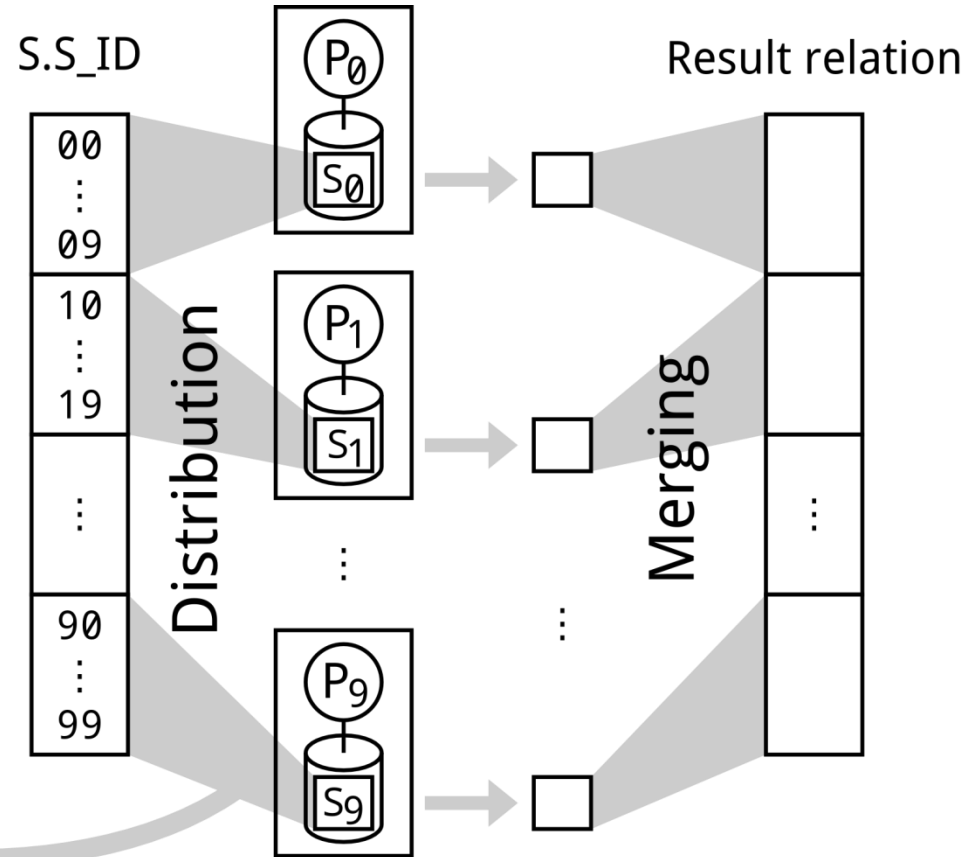 S.S_ID
00
⋮
09
10
⋮
19
⋮
90
⋮
99
Distribution
P0
S0
P1
S1
⋮
P9
S9
⋮
Merging
Result relation
⋮